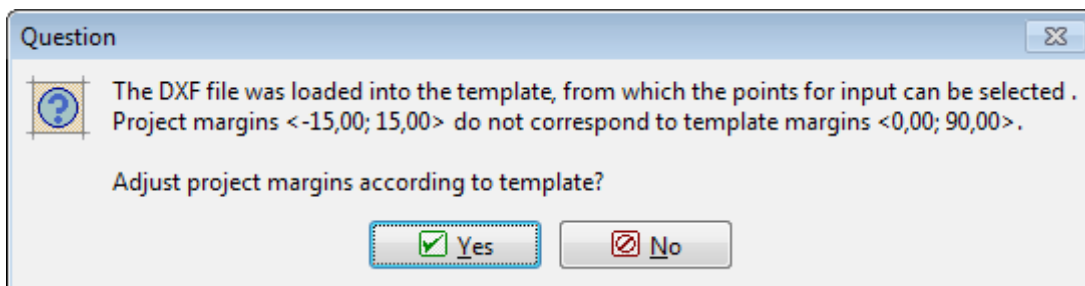 Question
The DXF file was loaded into the template, from which the points for input can be selected .
Project margins <-15,00; 15,00> do not correspond to template margins <0,00; 90,00>.
Adjust project margins according to template?
Yes No